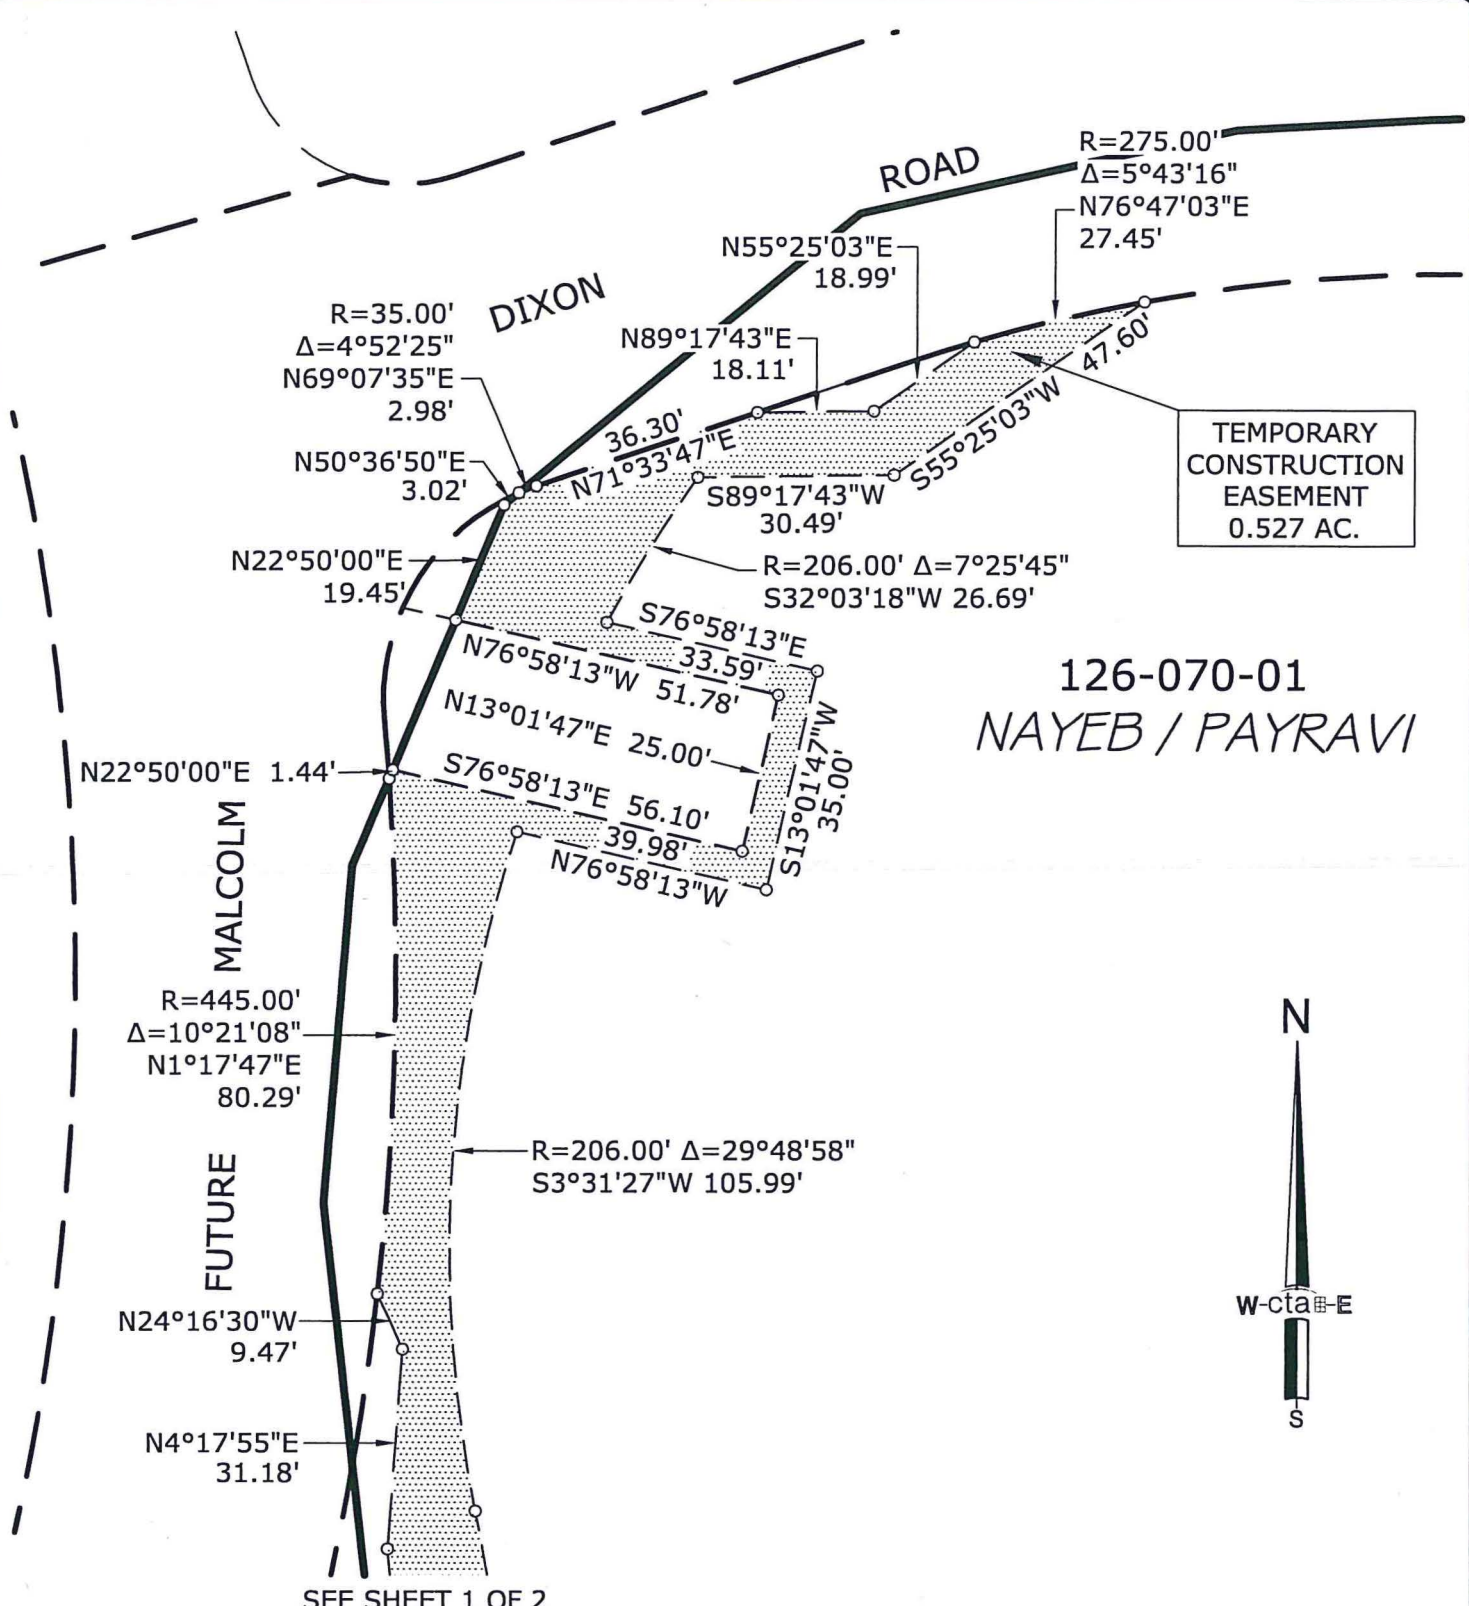 R=275.00'
Δ=5°43'16"
N76°47'03"E
27.45'
ROAD
N55°25'03"E
18.99'
DIXON
R=35.00'
Δ=4°52'25"
N69°07'35"E
2.98'
N89°17'43"E
18.11'
47.60'
S55°25'03"W
36.30'
N71°33'47"E
TEMPORARY
CONSTRUCTION
EASEMENT
0.527 AC.
N50°36'50"E
3.02'
S89°17'43"W
30.49'
N22°50'00"E
19.45'
R=206.00' Δ=7°25'45"
S32°03'18"W 26.69'
S76°58'13"E
33.59'
N76°58'13"W 51.78'
126-070-01
NAYEB / PAYRAVI
N13°01'47"E 25.00'
S13°01'47"W
35.00'
N22°50'00"E 1.44'
S76°58'13"E 56.10'
39.98'
N76°58'13"W
FUTURE MALCOLM
R=445.00'
Δ=10°21'08"
N1°17'47"E
80.29'
R=206.00' Δ=29°48'58"
S3°31'27"W 105.99'
N
W-cta-E
S
N24°16'30"W
9.47'
N4°17'55"E
31.18'
SEE SHEET 1 OF 2